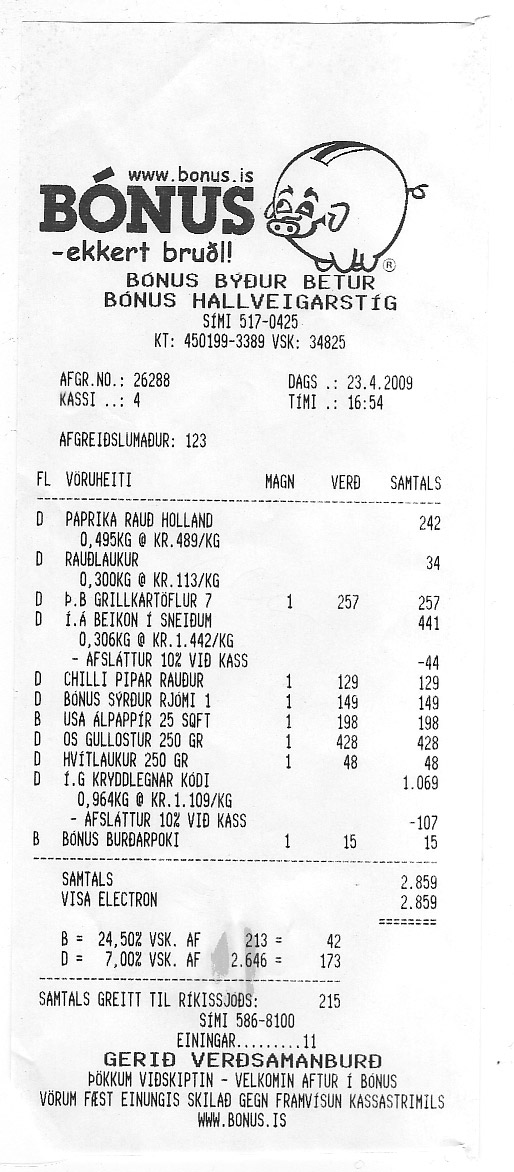 www.bonus.is
BÓNUS
-ekkert bruðl!
®
BÓNUS BÝÐUR BETUR
BÓNUS HALLVEIGARSTÍG
SÍMI 517-0425
KT: 450199-3389 VSK: 34825
AFGR.NO.: 26288 DAGS .: 23.4.2009
KASSI ..: 4 TÍMI .: 16:54
AFGREIÐSLUMAÐUR: 123
FL VÖRUHEITI MAGN VERÐ SAMTALS
D PAPRIKA RAUÐ HOLLAND 242
0,495KG @ KR.489/KG
D RAUÐLAUKUR 34
0,300KG @ KR.113/KG
D Þ.B GRILLKARTÖFLUR 7 1 257 257
D Í.Á BEIKON Í SNEIÐUM 441
0,306KG @ KR.1.442/KG
- AFSLÁTTUR 10% VIÐ KASS -44
D CHILLI PIPAR RAUÐUR 1 129 129
D BÓNUS SÝRÐUR RJÓMI 1 1 149 149
B USA ÁLPAPPÍR 25 SQFT 1 198 198
D OS GULLOSTUR 250 GR 1 428 428
D HVÍTLAUKUR 250 GR 1 48 48
D Í.G KRYDDLEGNAR KÓDI 1.069
0,964KG @ KR.1.109/KG
- AFSLÁTTUR 10% VIÐ KASS -107
B BÓNUS BURÐARPOKI 1 15 15
SAMTALS 2.859
VISA ELECTRON 2.859
========
B = 24,50% VSK. AF 213 = 42
D = 7,00% VSK. AF 2.646 = 173
SAMTALS GREITT TIL RÍKISSJÓÐS: 215
SÍMI 586-8100
EININGAR.........11
GERIÐ VERÐSAMANBURÐ
ÞÖKKUM VIÐSKIPTIN - VELKOMIN AFTUR Í BÓNUS
VÖRUM FÆST EINUNGIS SKILAÐ GEGN FRAMVÍSUN KASSASTRIMILS
WWW.BONUS.IS